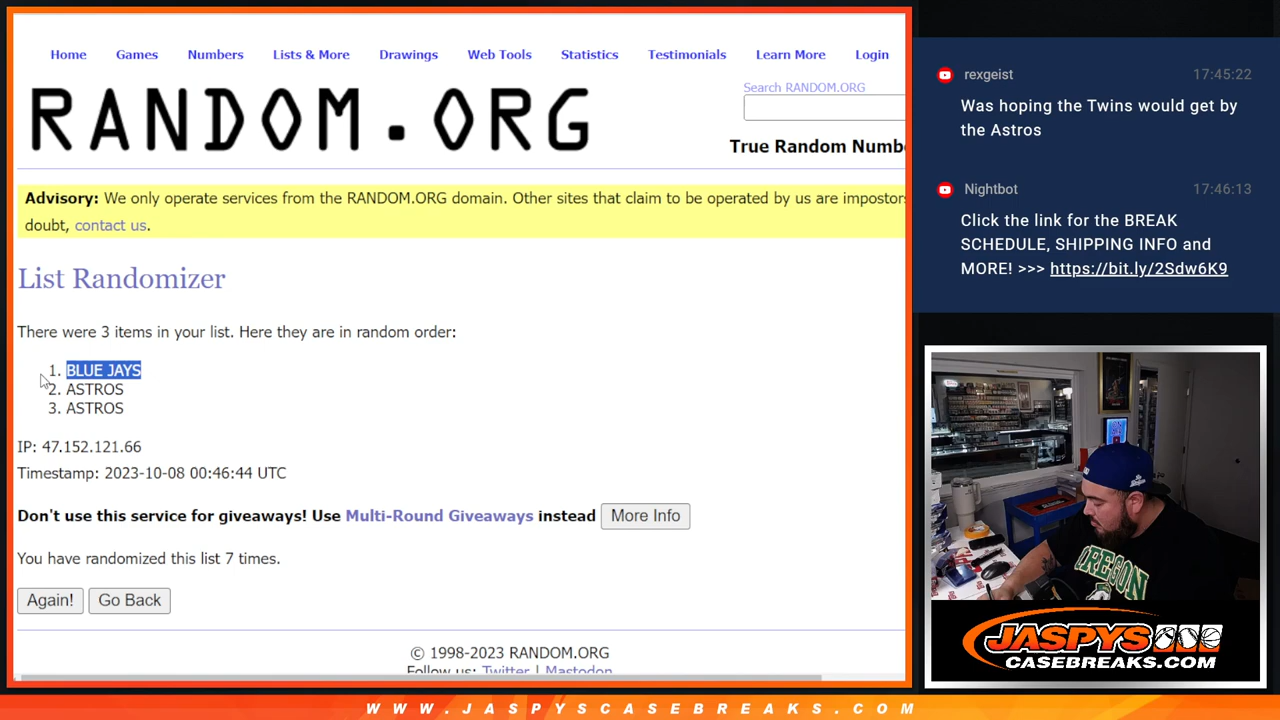 Home Games Numbers Lists & More Drawings Web Tools Statistics Testimonials Learn More Login
RANDOM.ORG
Search RANDOM.ORG
True Random Numb
Advisory: We only operate services from the RANDOM.ORG domain. Other sites that claim to be operated by us are impostors
doubt, contact us.
List Randomizer
There were 3 items in your list. Here they are in random order:
1. BLUE JAYS
2. ASTROS
3. ASTROS
IP: 47.152.121.66
Timestamp: 2023-10-08 00:46:44 UTC
Don't use this service for giveaways! Use Multi-Round Giveaways instead More Info
You have randomized this list 7 times.
Again! Go Back
© 1998-2023 RANDOM.ORG
Follow us: Twitter | Mastodon
rexgeist 17:45:22
Was hoping the Twins would get by
the Astros
Nightbot 17:46:13
Click the link for the BREAK
SCHEDULE, SHIPPING INFO and
MORE! >>> https://bit.ly/2Sdw6K9
OREGON
JASPYS
CASEBREAKS.COM
WWW.JASPYSCASEBREAKS.COM